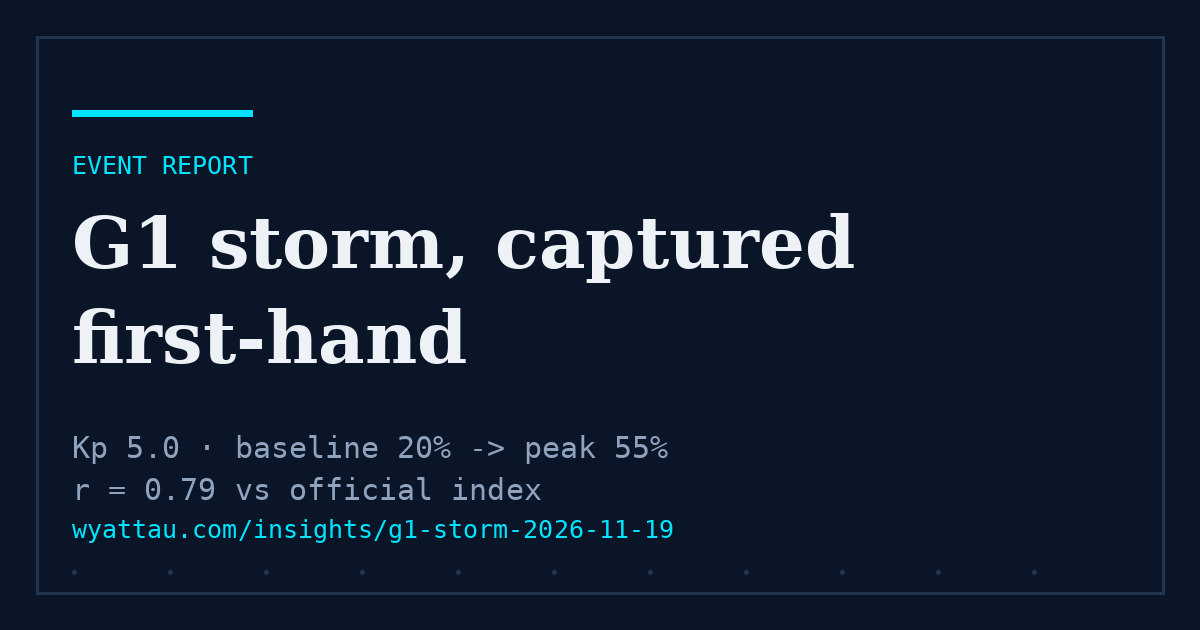 EVENT REPORT
G1 storm, captured
first-hand
Kp 5.0 · baseline 20% -> peak 55%
r = 0.79 vs official index
wyattau.com/insights/g1-storm-2026-11-19